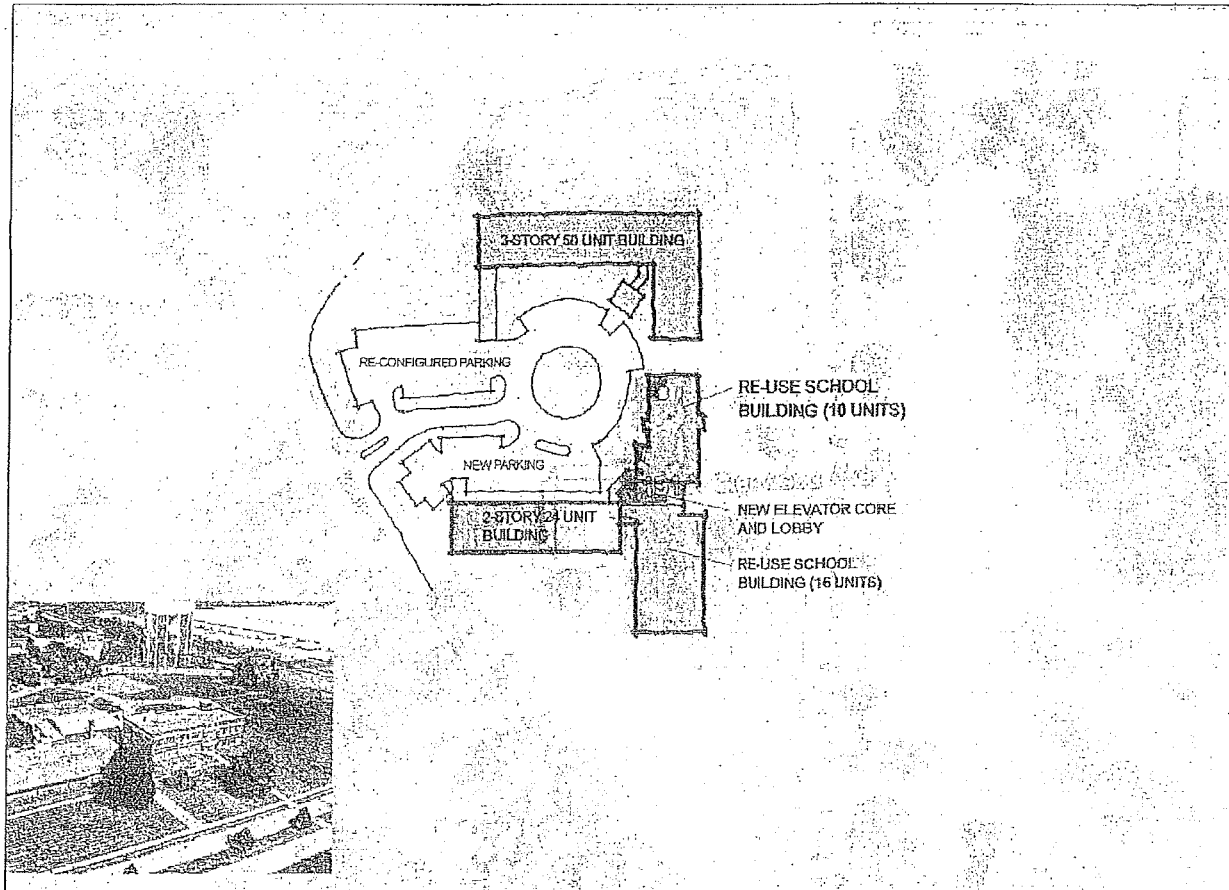 3-STORY 50 UNIT BUILDING
RE-CONFIGURED PARKING
RE-USE SCHOOL
BUILDING (10 UNITS)
NEW PARKING
NEW ELEVATOR CORE
AND LOBBY
2-STORY 24 UNIT
BUILDING
RE-USE SCHOOL
BUILDING (16 UNITS)